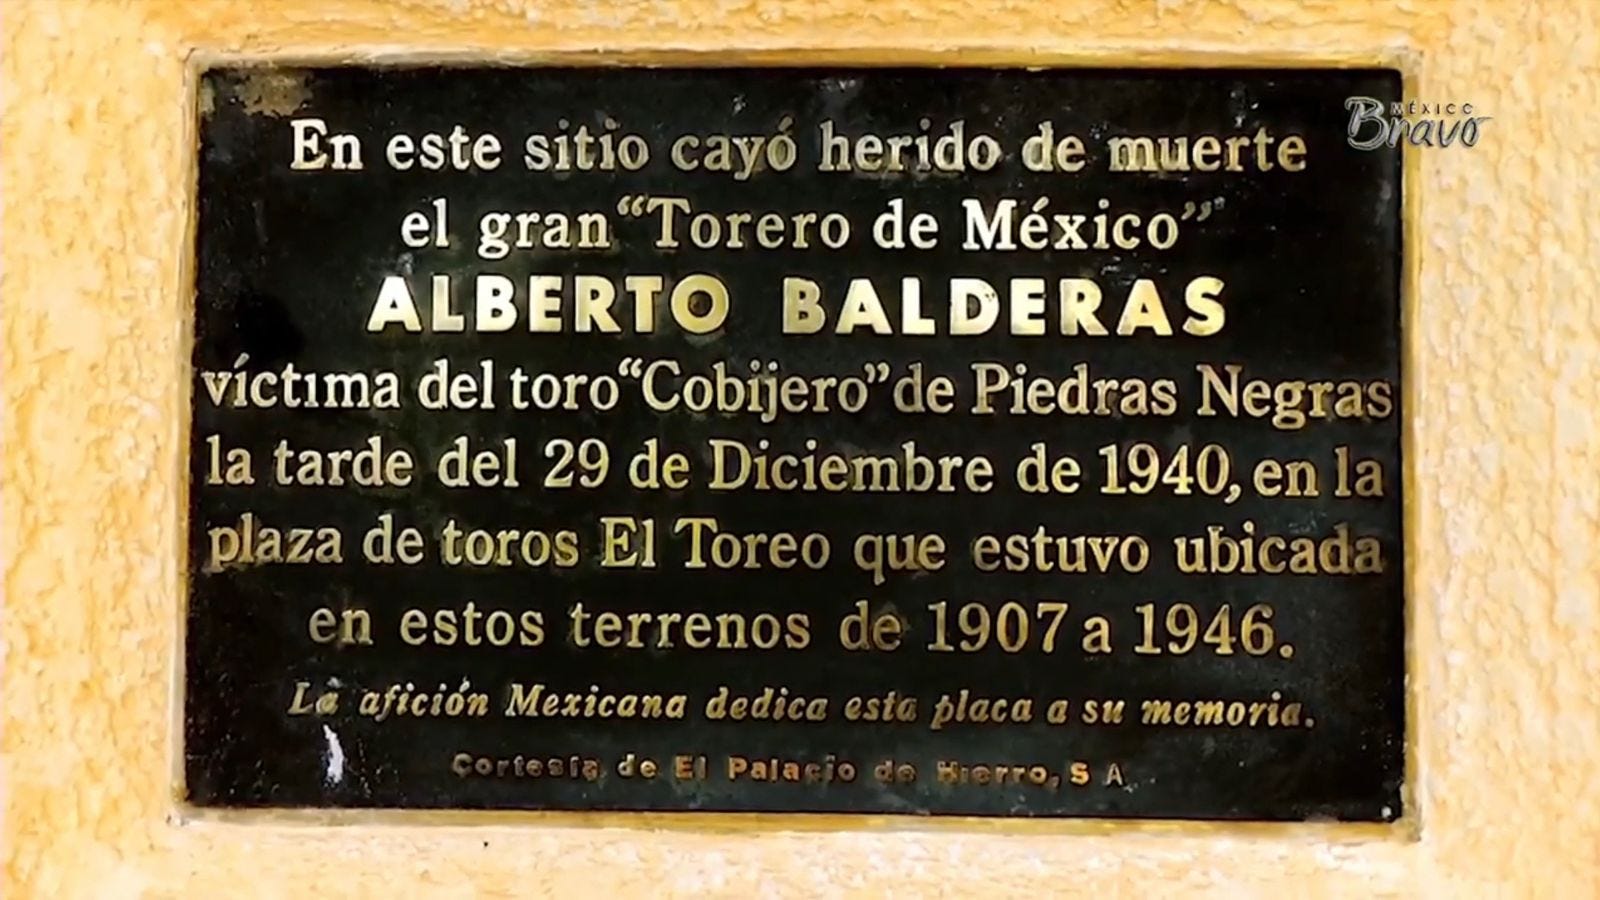 MÉXICO
Bravo
En este sitio cayó herido de muerte
el gran “Torero de México”
ALBERTO BALDERAS
víctima del toro “Cobijero” de Piedras Negras
la tarde del 29 de Diciembre de 1940, en la
plaza de toros El Toreo que estuvo ubicada
en estos terrenos de 1907 a 1946.
La afición Mexicana dedica esta placa a su memoria.
Cortesía de El Palacio de Hierro, S A